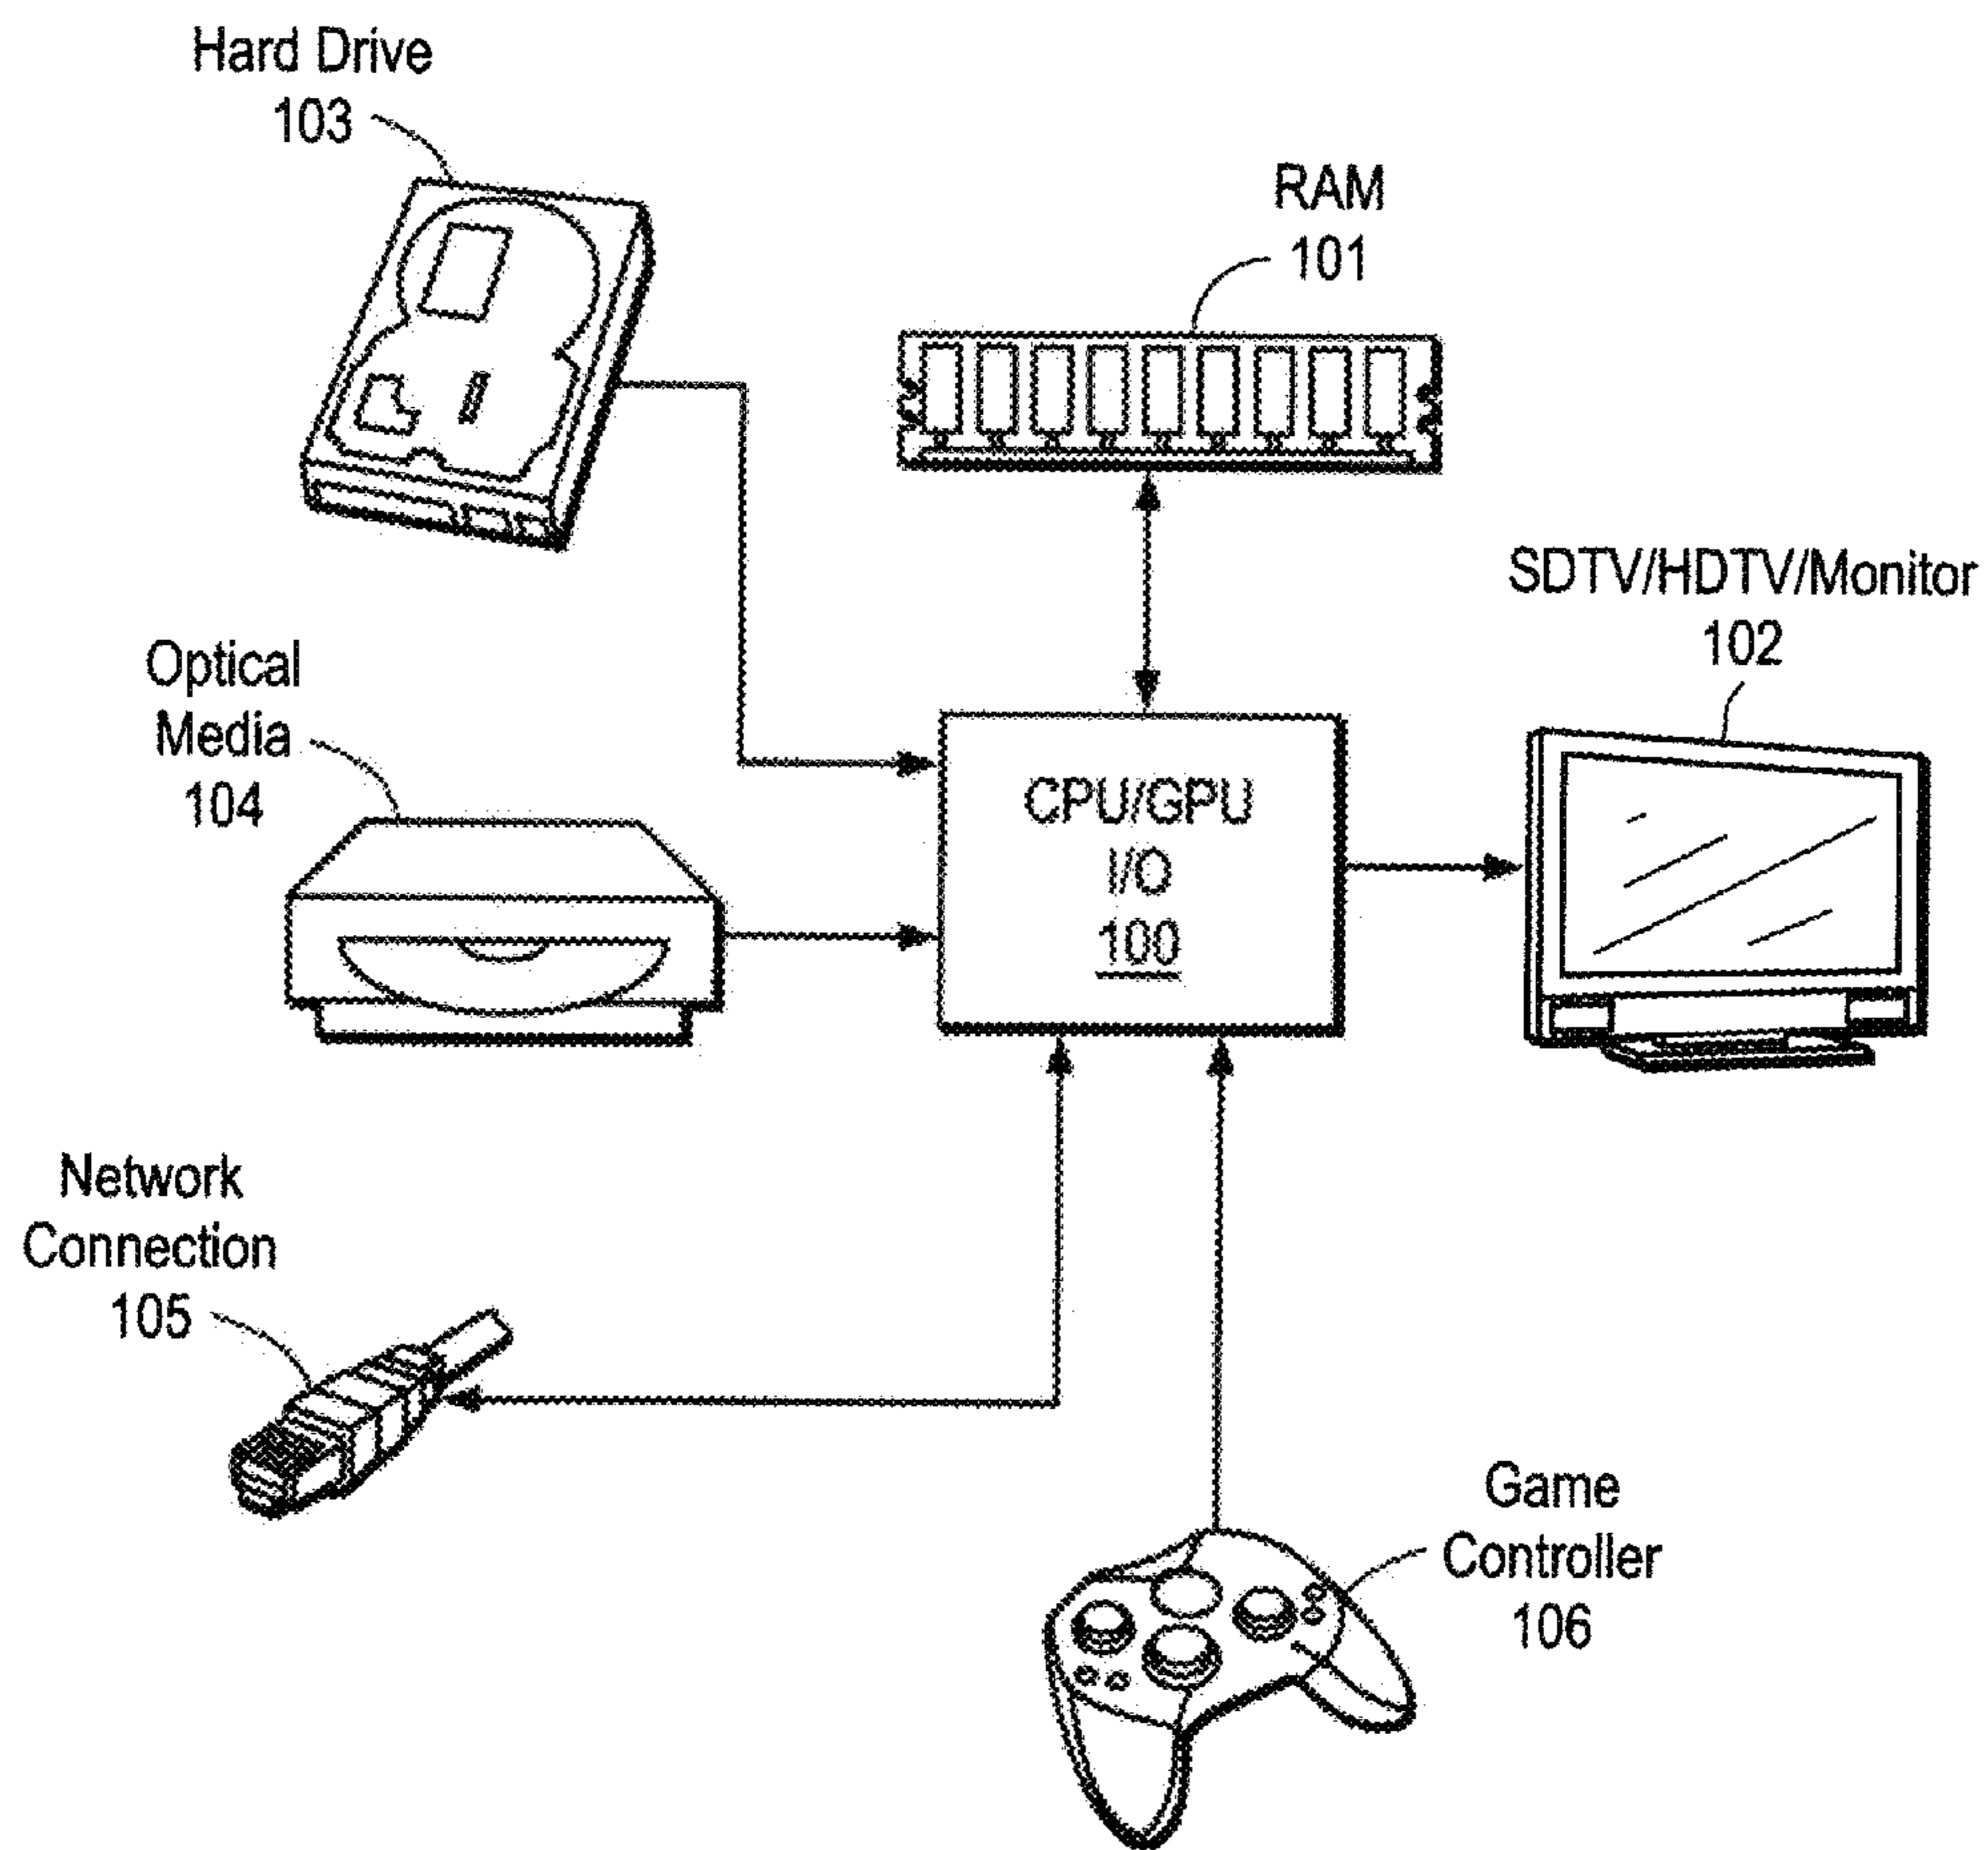 Hard Drive
103
RAM
101
SDTV/HDTV/Monitor
102
Optical
Media
104
CPU/GPU
I/O
100
Network
Connection
105
Game
Controller
106